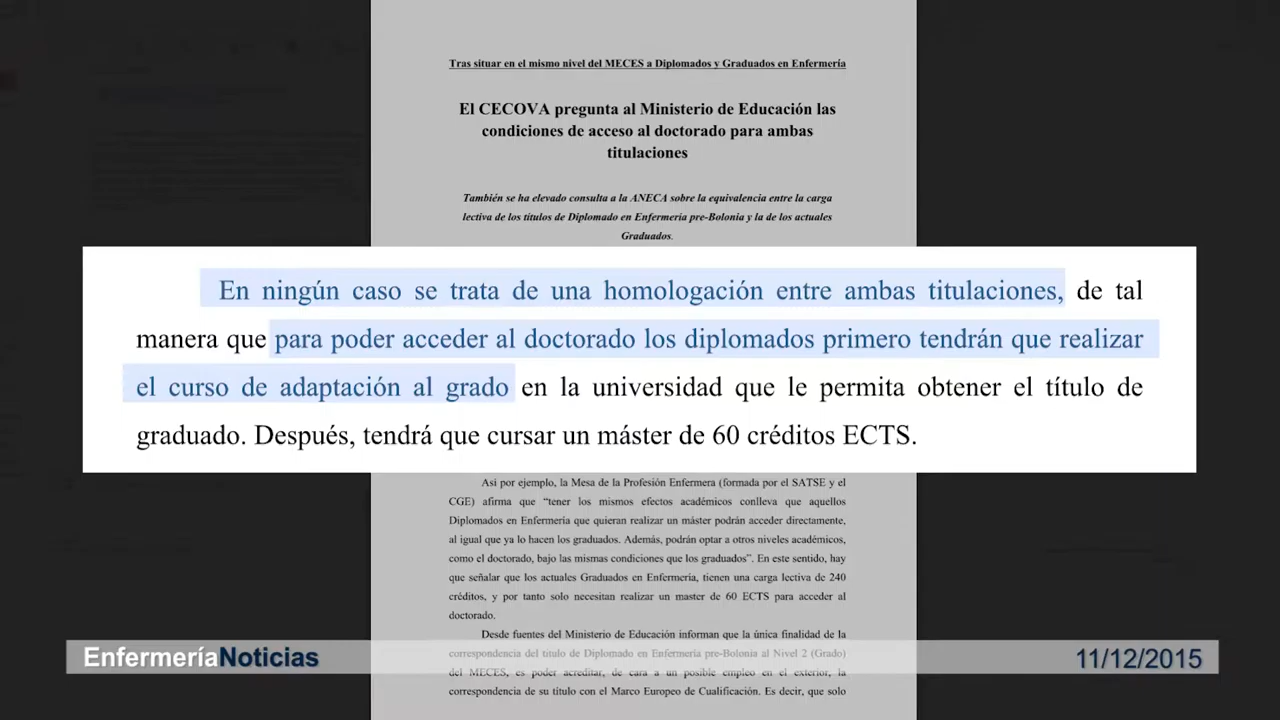 Tras situar en el mismo nivel del MECES a Diplomados y Graduados en Enfermería
El CECOVA pregunta al Ministerio de Educación las
condiciones de acceso al doctorado para ambas
titulaciones
También se ha elevado consulta a la ANECA sobre la equivalencia entre la carga
lectiva de los títulos de Diplomado en Enfermería pre-Bolonia y la de los actuales
Graduados.
En ningún caso se trata de una homologación entre ambas titulaciones, de tal
manera que para poder acceder al doctorado los diplomados primero tendrán que realizar
el curso de adaptación al grado en la universidad que le permita obtener el título de
graduado. Después, tendrá que cursar un máster de 60 créditos ECTS.
Así por ejemplo, la Mesa de la Profesión Enfermera (formada por el SATSE y el
CGE) afirma que “tener los mismos efectos académicos conlleva que aquellos
Diplomados en Enfermería que quieran realizar un máster podrán acceder directamente,
al igual que ya lo hacen los graduados. Además, podrán optar a otros niveles académicos,
como el doctorado, bajo las mismas condiciones que los graduados”. En este sentido, hay
que señalar que los actuales Graduados en Enfermería, tienen una carga lectiva de 240
créditos, y por tanto solo necesitan realizar un master de 60 ECTS para acceder al
doctorado.
Desde fuentes del Ministerio de Educación informan que la única finalidad de la
correspondencia del título de Diplomado en Enfermería pre-Bolonia al Nivel 2 (Grado)
del MECES, es poder acreditar, de cara a un posible empleo en el exterior, la
correspondencia de su título con el Marco Europeo de Cualificación. Es decir, que solo
EnfermeríaNoticias
11/12/2015